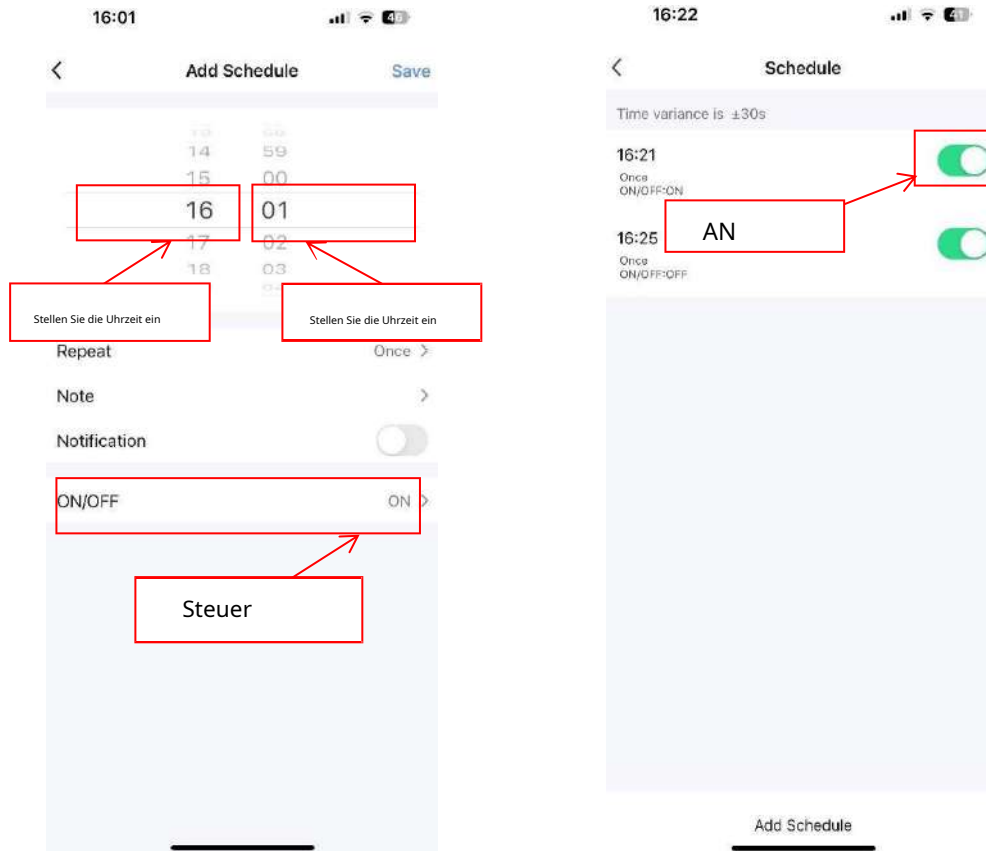 16:01
Add Schedule
Save
14 59
15 00
16 01
17 02
18 03
Stellen Sie die Uhrzeit ein
Stellen Sie die Uhrzeit ein
Repeat
Once
Note
Notification
ON/OFF
ON
Steuer
16:22
41
Schedule
Time variance is ±30s
16:21
Once
ON/OFF:ON
AN
16:25
Once
ON/OFF:OFF
Add Schedule